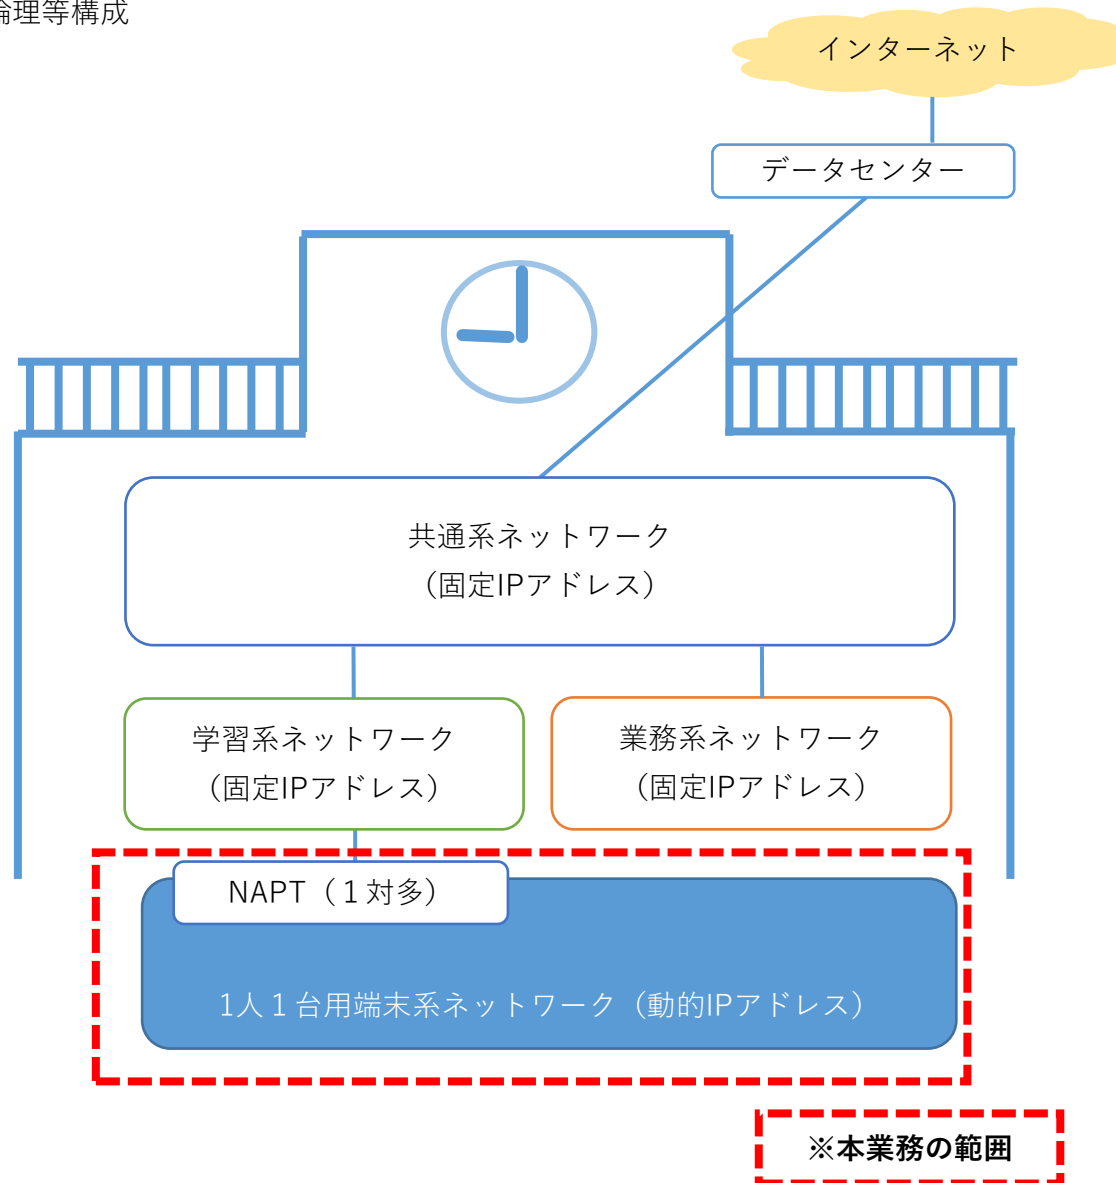 論理等構成
インターネット
データセンター
共通系ネットワーク
（固定IPアドレス）
学習系ネットワーク
（固定IPアドレス）
業務系ネットワーク
（固定IPアドレス）
NAPT（１対多）
1人１台用端末系ネットワーク（動的IPアドレス）
※本業務の範囲